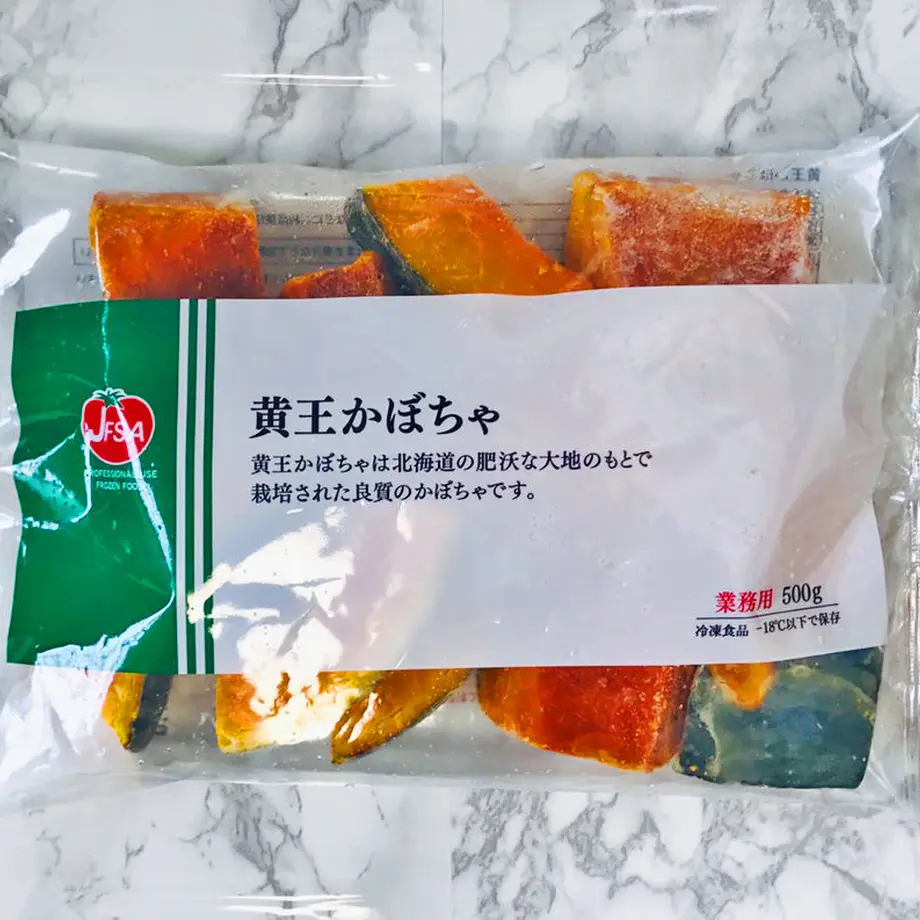 JFSA
PROFESSIONAL USE
FROZEN FOODS
黄王かぼちゃ
黄王かぼちゃは北海道の肥沃な大地のもとで
栽培された良質のかぼちゃです。
業務用 500g
冷凍食品 -18℃以下で保存